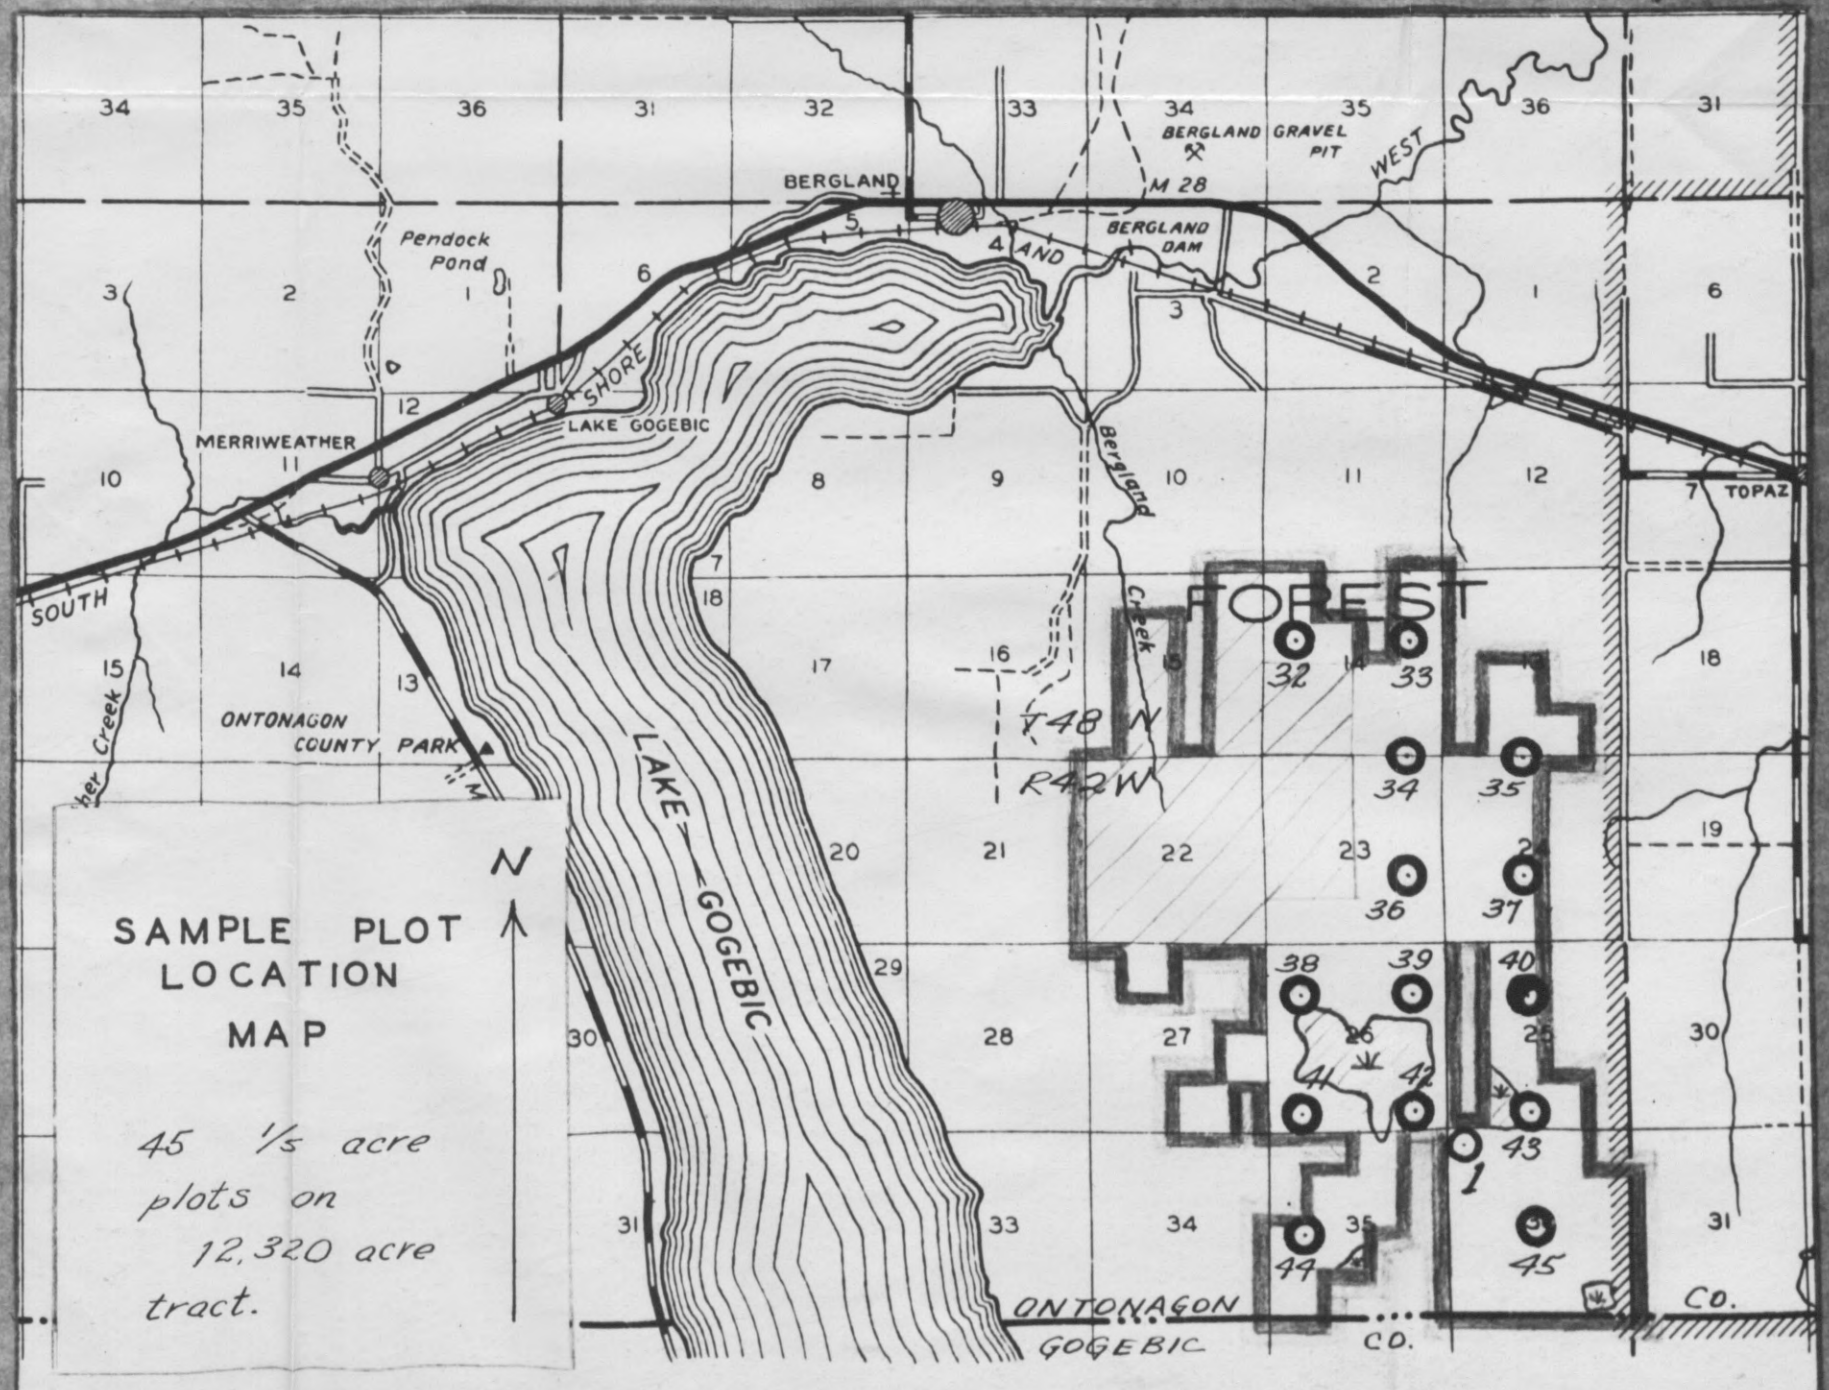 34 35 36 31 32 33 34 35 36 31
BERGLAND GRAVEL
PIT
WEST
BERGLAND
M 28
Pendock
Pond
5
4
AND
BERGLAND
DAM
3 2 1 6
3 2 1 6
SHORE
12
LAKE GOGEBIC
MERRIWEATHER
11
10
8 9 10 11 12
7 TOPAZ
Bergland
Creek
SOUTH
7
18
FOREST
15 14 13
17 16 15 14 13 18
32 33
ONTONAGON
COUNTY PARK
her Creek
M
T48 N
R42W
34 35
LAKE GOGEBIC
20 21 22 23 24 19
36 37
N
SAMPLE PLOT
LOCATION
MAP
45 1/5 acre
plots on
12,320 acre
tract.
29
38 39 40
30 28 27 26 25 30
41 42
43
1
31 33 34 35 31
44 45
ONTONAGON CO.
GOGEBIC CO.